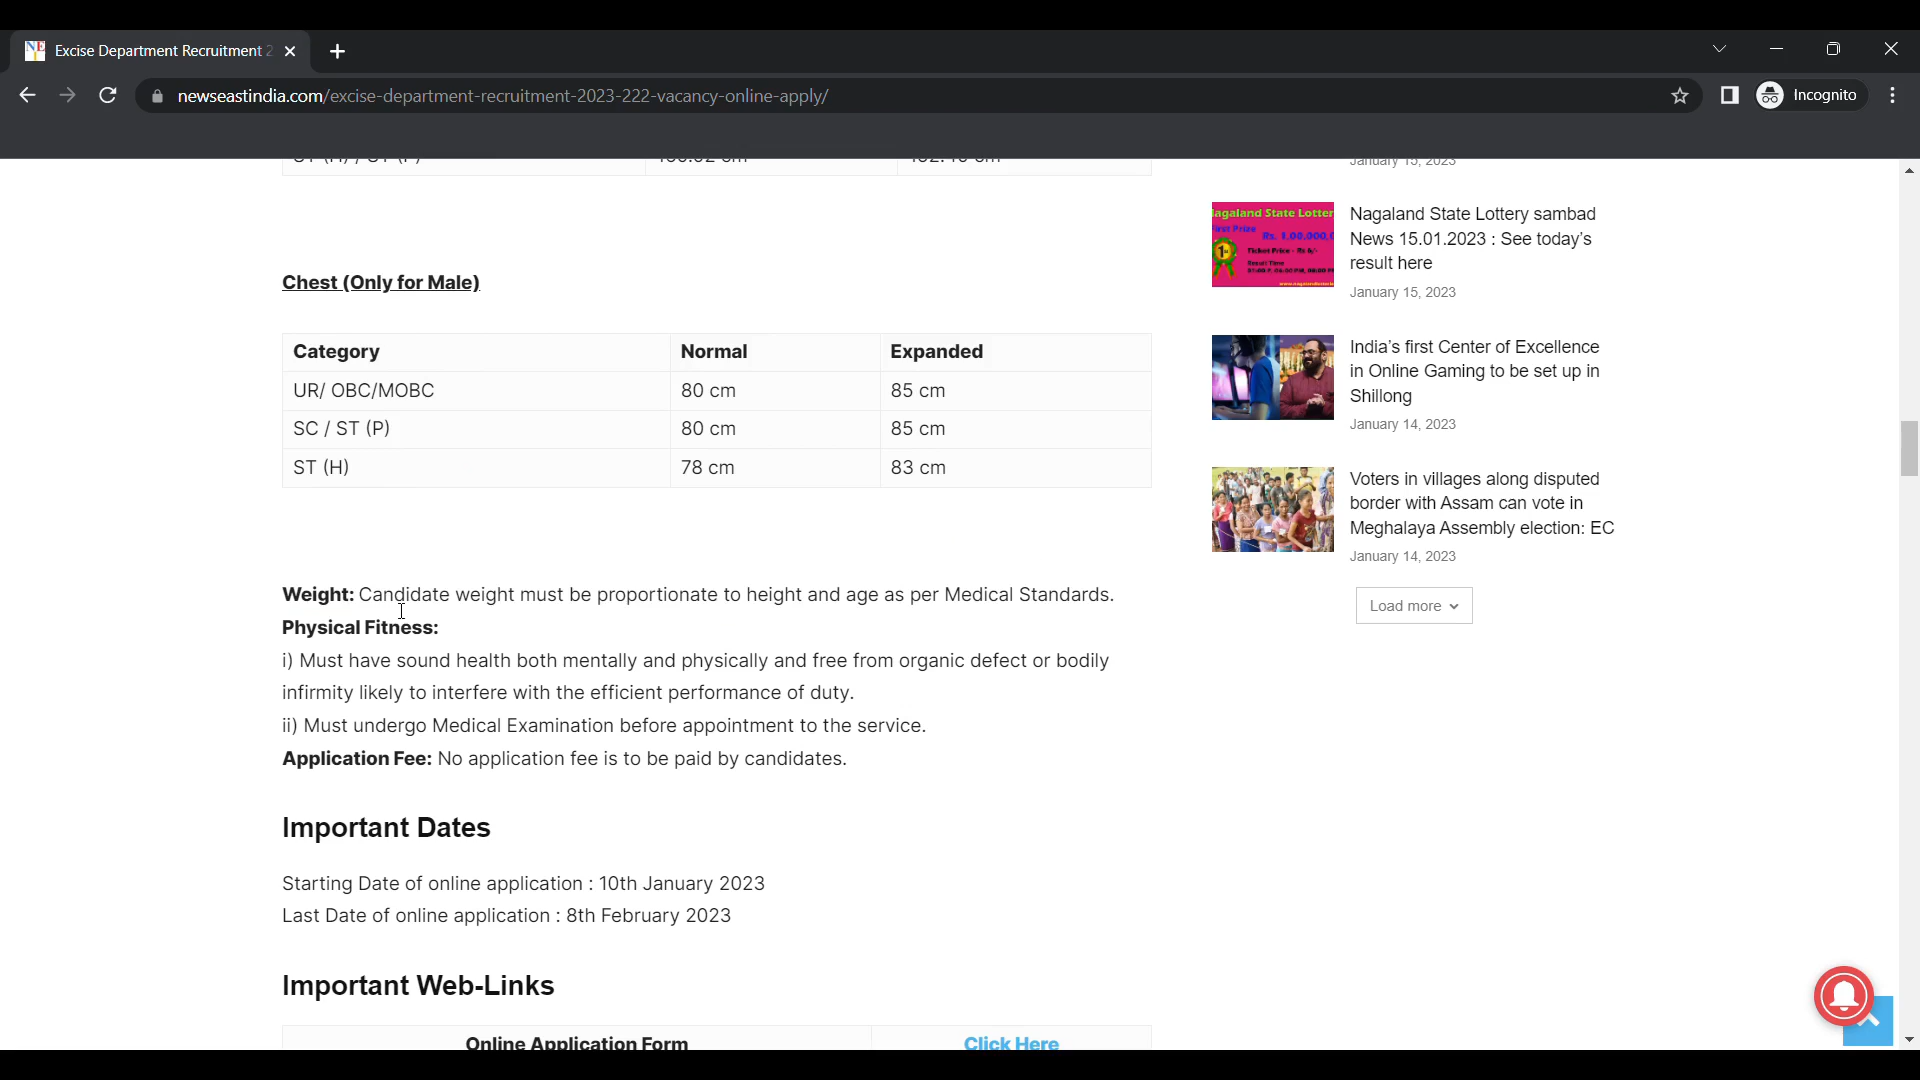 Excise Department Recruitment 2
newseastindia.com/excise-department-recruitment-2023-222-vacancy-online-apply/
Incognito
ST (H) / ST (P)
Chest (Only for Male)
Category Normal Expanded
UR/ OBC/MOBC 80 cm 85 cm
SC / ST (P) 80 cm 85 cm
ST (H) 78 cm 83 cm
Weight: Candidate weight must be proportionate to height and age as per Medical Standards.
Physical Fitness:
i) Must have sound health both mentally and physically and free from organic defect or bodily
infirmity likely to interfere with the efficient performance of duty.
ii) Must undergo Medical Examination before appointment to the service.
Application Fee: No application fee is to be paid by candidates.
Important Dates
Starting Date of online application : 10th January 2023
Last Date of online application : 8th February 2023
Important Web-Links
Online Application Form Click Here
January 15, 2023
Nagaland State Lottery sambad
News 15.01.2023 : See today's
result here
January 15, 2023
India's first Center of Excellence
in Online Gaming to be set up in
Shillong
January 14, 2023
Voters in villages along disputed
border with Assam can vote in
Meghalaya Assembly election: EC
January 14, 2023
Load more